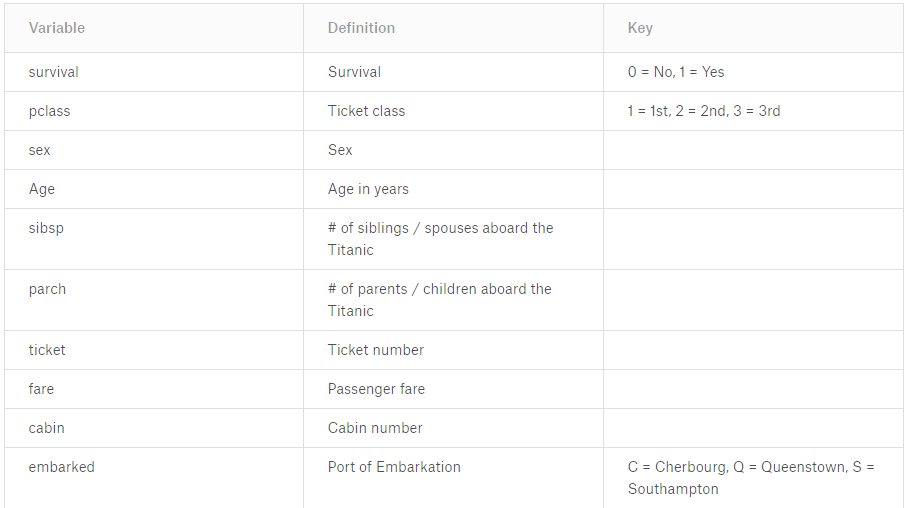 Variable Definition Key
survival Survival 0 = No, 1 = Yes
pclass Ticket class 1 = 1st, 2 = 2nd, 3 = 3rd
sex Sex
Age Age in years
sibsp # of siblings / spouses aboard the
Titanic
parch # of parents / children aboard the
Titanic
ticket Ticket number
fare Passenger fare
cabin Cabin number
embarked Port of Embarkation C = Cherbourg, Q = Queenstown, S =
Southampton